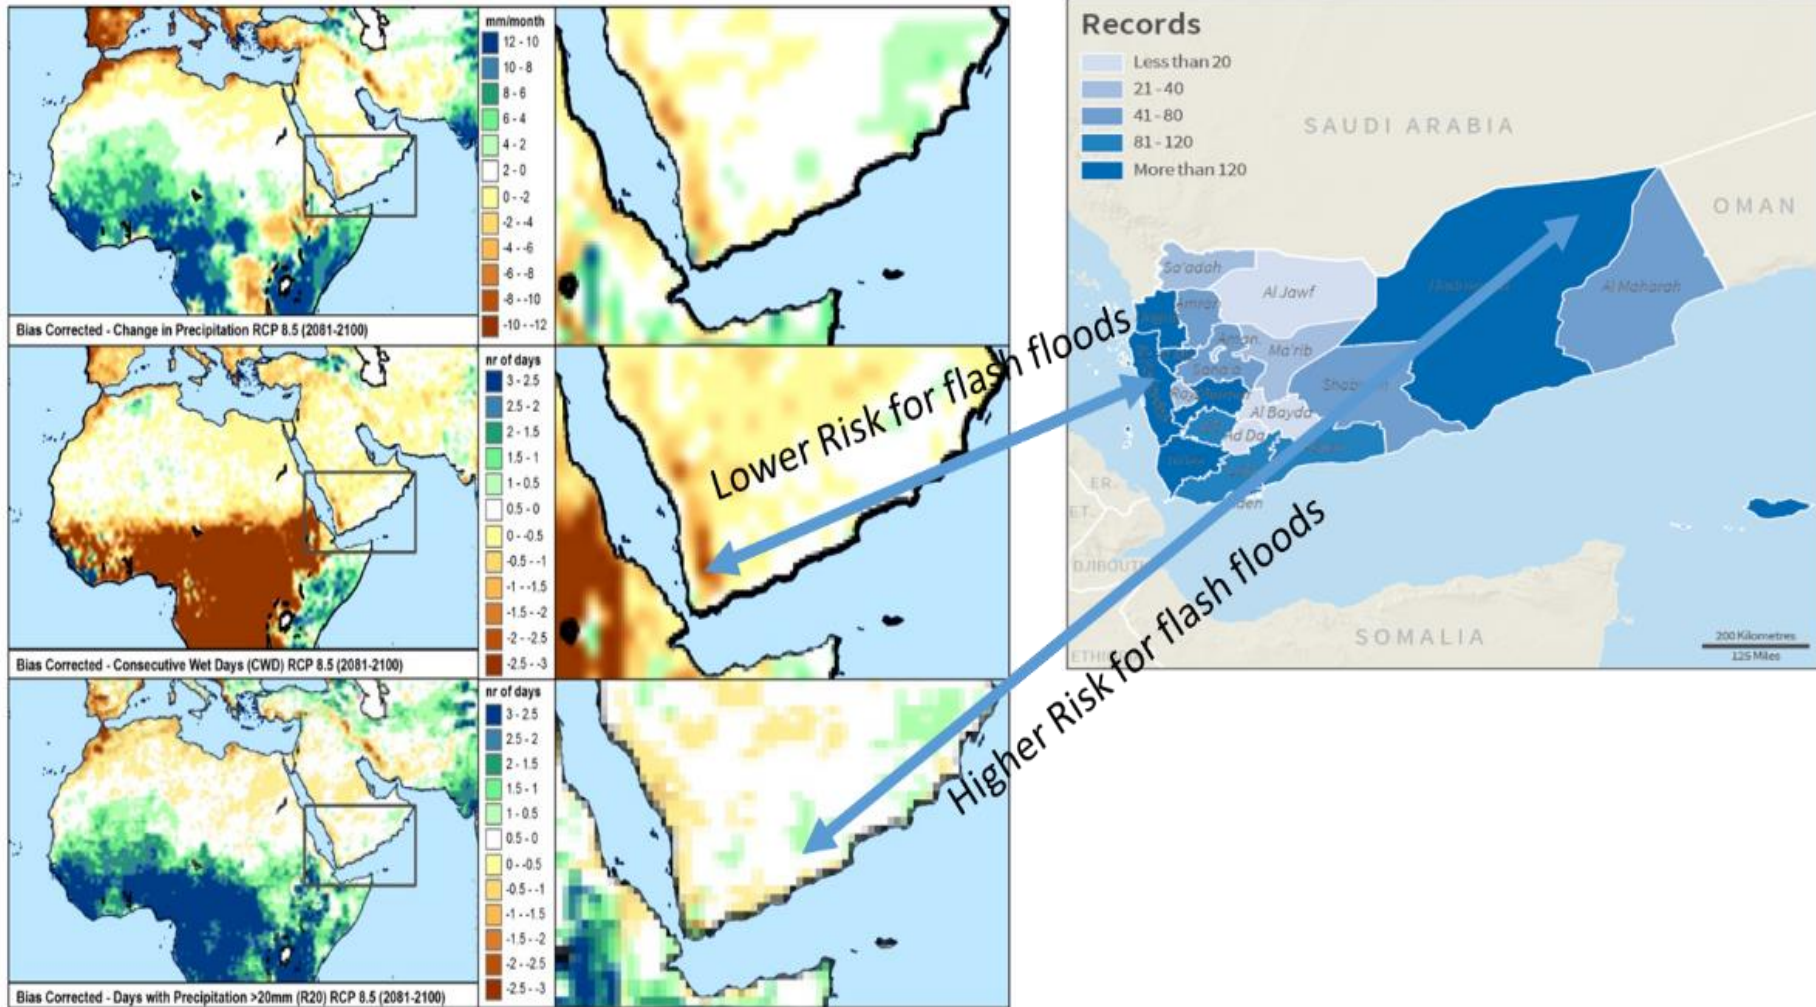 mm/month
12 - 10
10 - 8
8 - 6
6 - 4
4 - 2
2 - 0
0 - -2
-2 - -4
-4 - -6
-6 - -8
-8 - -10
-10 - -12
Bias Corrected - Change in Precipitation RCP 8.5 (2081-2100)
nr of days
3 - 2.5
2.5 - 2
2 - 1.5
1.5 - 1
1 - 0.5
0.5 - 0
0 - -0.5
-0.5 - -1
-1 - -1.5
-1.5 - -2
-2 - -2.5
-2.5 - -3
Bias Corrected - Consecutive Wet Days (CWD) RCP 8.5 (2081-2100)
nr of days
3 - 2.5
2.5 - 2
2 - 1.5
1.5 - 1
1 - 0.5
0.5 - 0
0 - -0.5
-0.5 - -1
-1 - -1.5
-1.5 - -2
-2 - -2.5
-2.5 - -3
Bias Corrected - Days with Precipitation >20mm (R20) RCP 8.5 (2081-2100)
Lower Risk for flash floods
Higher Risk for flash floods
Records
Less than 20
21 - 40
41 - 80
81 - 120
More than 120
SAUDI ARABIA
OMAN
Sa'adah
Al Jawf
Al Maharah
Amran
Ma'rib
Sana'a
Al Bayda
Ad Da
ER.
ET.
DJIBOUTI
SOMALIA
200 Kilometres
125 Miles